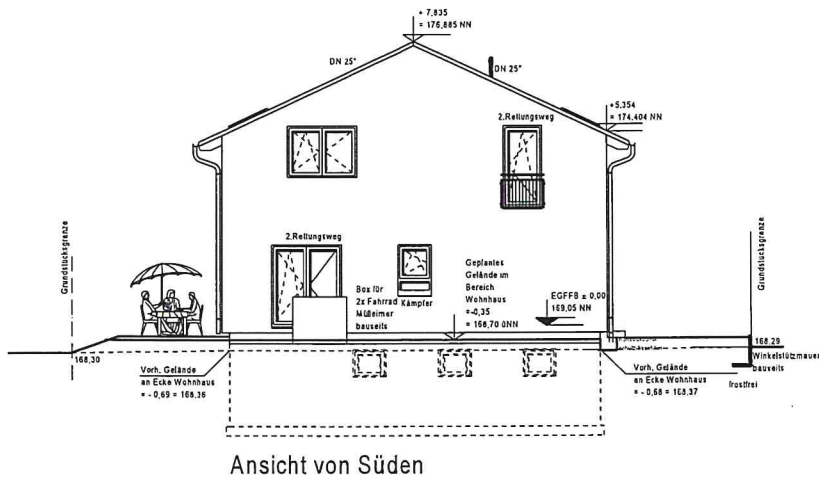 + 7,835
= 176,885 NN
DN 25°
DN 25°
+5,354
= 174,404 NN
2.Rettungsweg
Grundstücksgrenze
Grundstücksgrenze
2.Rettungsweg
Box für
2x Fahrrad
Mülleimer
bauseits
Kämpfer
Geplantes
Gelände im
Bereich
Wohnhaus
=-0,35
= 168,70 ÜNN
EGFFB ± 0,00
169,05 NN
168,30
168,29
Winkelstützmauer
bauseits
frostfrei
Vorh. Gelände
an Ecke Wohnhaus
= - 0,69 = 168,36
Vorh. Gelände
an Ecke Wohnhaus
= - 0,68 = 168,37
Ansicht von Süden